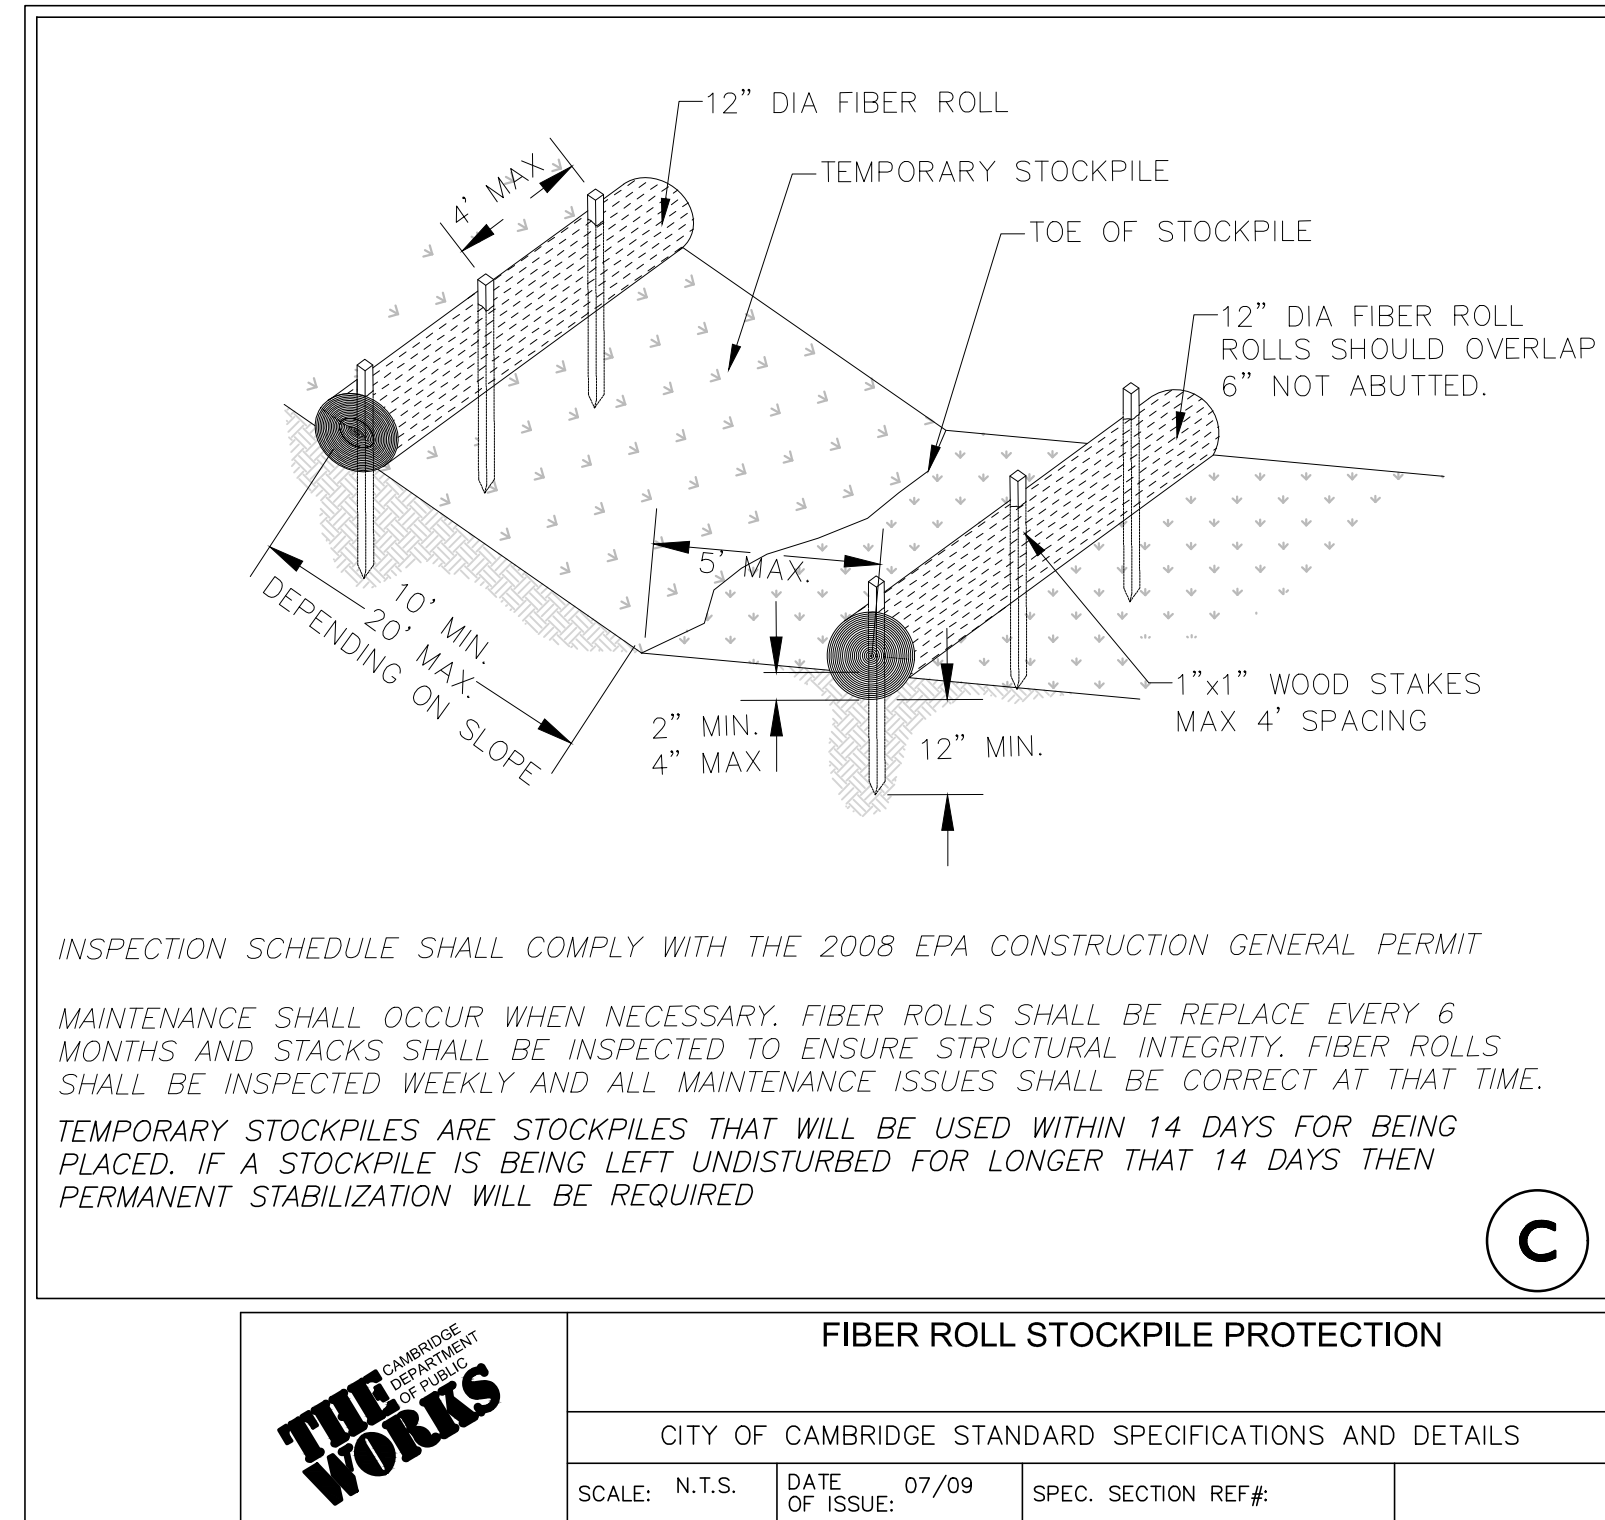 12” DIA FIBER ROLL
4’ MAX
TEMPORARY STOCKPILE
TOE OF STOCKPILE
12” DIA FIBER ROLL
ROLLS SHOULD OVERLAP
6” NOT ABUTTED.
5’ MAX.
10’ MIN.
20’ MAX.
DEPENDING ON SLOPE
2” MIN.
4” MAX
12” MIN.
1”x1” WOOD STAKES
MAX 4’ SPACING
INSPECTION SCHEDULE SHALL COMPLY WITH THE 2008 EPA CONSTRUCTION GENERAL PERMIT
MAINTENANCE SHALL OCCUR WHEN NECESSARY. FIBER ROLLS SHALL BE REPLACE EVERY 6
MONTHS AND STACKS SHALL BE INSPECTED TO ENSURE STRUCTURAL INTEGRITY. FIBER ROLLS
SHALL BE INSPECTED WEEKLY AND ALL MAINTENANCE ISSUES SHALL BE CORRECT AT THAT TIME.
TEMPORARY STOCKPILES ARE STOCKPILES THAT WILL BE USED WITHIN 14 DAYS FOR BEING
PLACED. IF A STOCKPILE IS BEING LEFT UNDISTURBED FOR LONGER THAT 14 DAYS THEN
PERMANENT STABILIZATION WILL BE REQUIRED
C
CAMBRIDGE
DEPARTMENT
OF PUBLIC
THE
WORKS
FIBER ROLL STOCKPILE PROTECTION
CITY OF CAMBRIDGE STANDARD SPECIFICATIONS AND DETAILS
SCALE: N.T.S.
DATE
OF ISSUE: 07/09
SPEC. SECTION REF#: